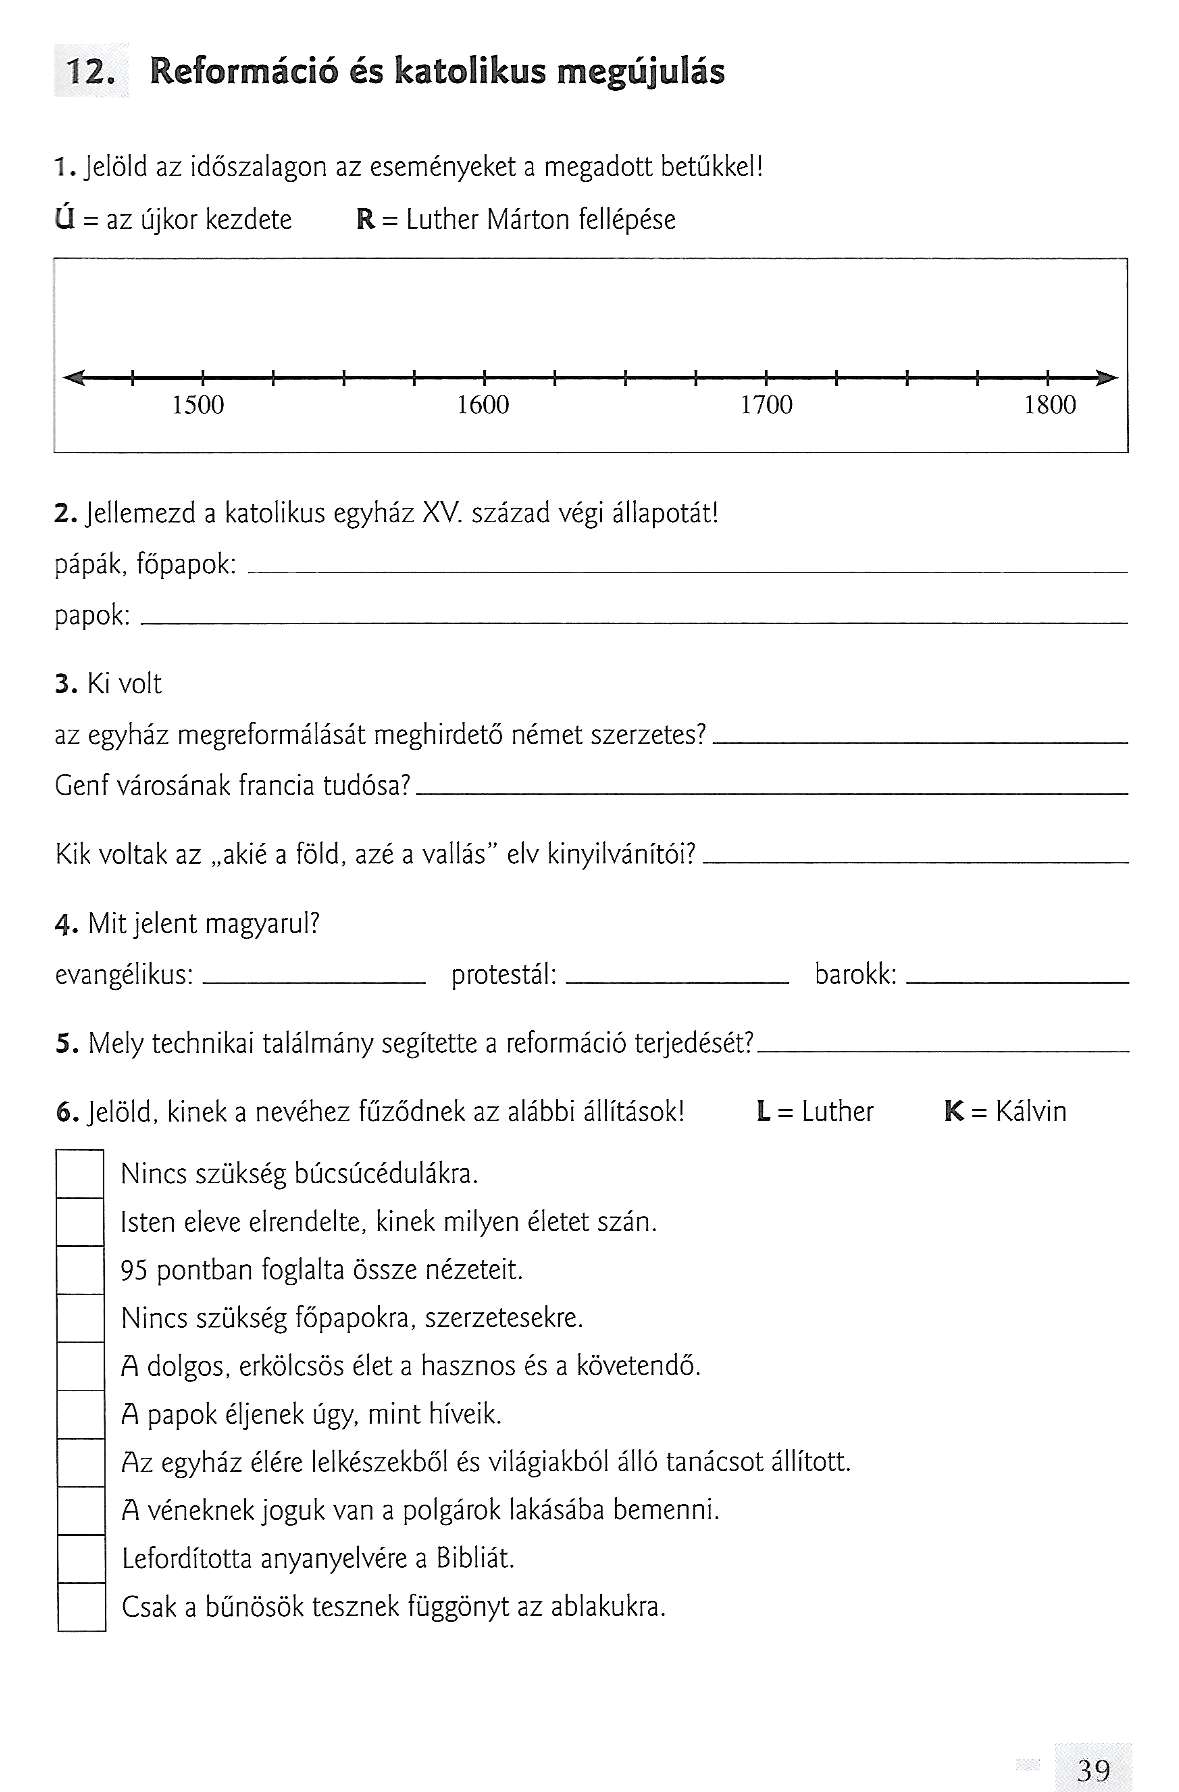 12. Reformáció és katolikus megújulás
1. Jelöld az időszalagon az eseményeket a megadott betűkkel!
Ú = az újkor kezdete R = Luther Márton fellépése
1500 1600 1700 1800
2. Jellemezd a katolikus egyház XV. század végi állapotát!
pápák, főpapok:
papok:
3. Ki volt
az egyház megreformálását meghirdető német szerzetes?
Genf városának francia tudósa?
Kik voltak az „akié a föld, azé a vallás” elv kinyilvánítói?
4. Mit jelent magyarul?
evangélikus: protestál: barokk:
5. Mely technikai találmány segítette a reformáció terjedését?
6. Jelöld, kinek a nevéhez fűződnek az alábbi állítások! L = Luther K = Kálvin
Nincs szükség búcsúcédulákra.
Isten eleve elrendelte, kinek milyen életet szán.
95 pontban foglalta össze nézeteit.
Nincs szükség főpapokra, szerzetesekre.
A dolgos, erkölcsös élet a hasznos és a követendő.
A papok éljenek úgy, mint híveik.
Az egyház élére lelkészekből és világiakból álló tanácsot állított.
A véneknek joguk van a polgárok lakásába bemenni.
Lefordította anyanyelvére a Bibliát.
Csak a bűnösök tesznek függönyt az ablakukra.
39